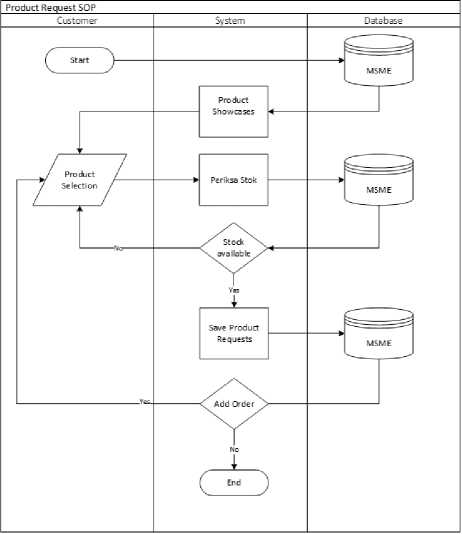 Product Request SOP
Customer
System
Database
Start
MSME
Product
Showcases
Product
Selection
Periksa Stok
MSME
Stock
available
No
Yes
Save Product
Requests
MSME
Yes
Add Order
No
End